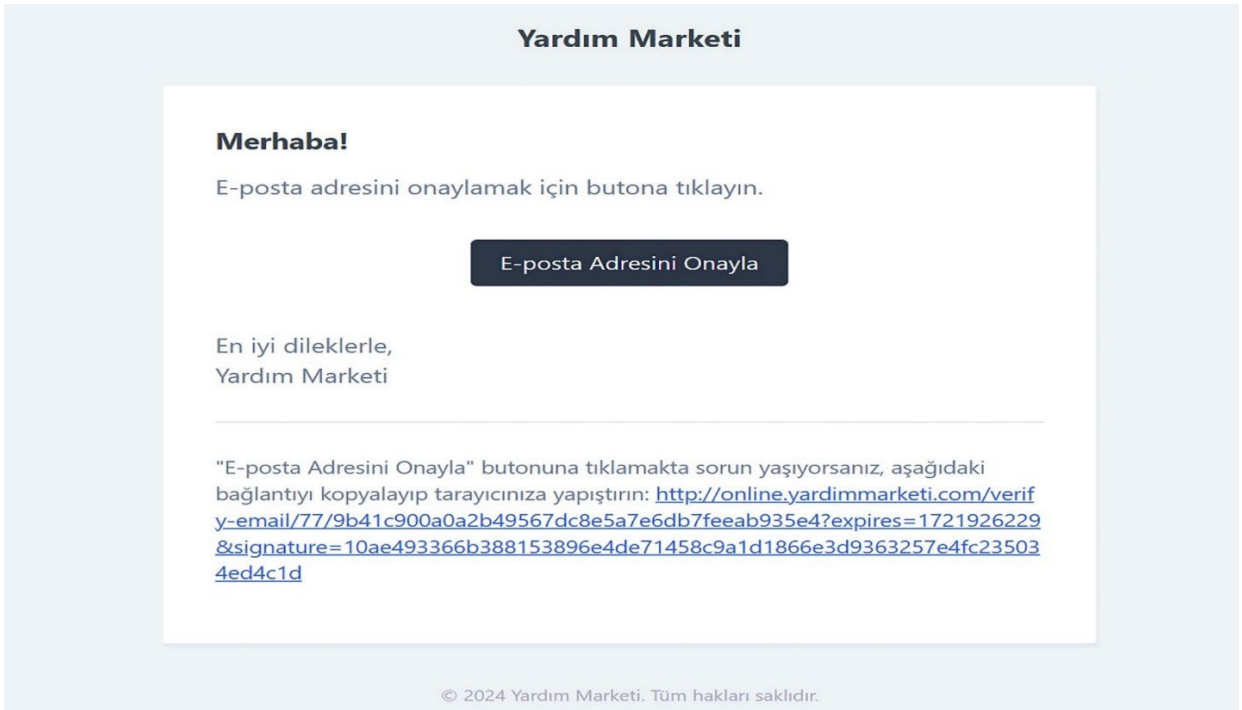 Yardım Marketi
Merhaba!
E-posta adresini onaylamak için butona tıklayın.
E-posta Adresini Onayla
En iyi dileklerle,
Yardım Marketi
"E-posta Adresini Onayla" butonuna tıklamakta sorun yaşıyorsanız, aşağıdaki
bağlantıyı kopyalayıp tarayıcınıza yapıştırın: http://online.yardimmarketi.com/verif
y-email/77/9b41c900a0a2b49567dc8e5a7e6db7feeab935e4?expires=1721926229
&signature=10ae493366b388153896e4de71458c9a1d1866e3d9363257e4fc23503
4ed4c1d
© 2024 Yardım Marketi. Tüm hakları saklıdır.